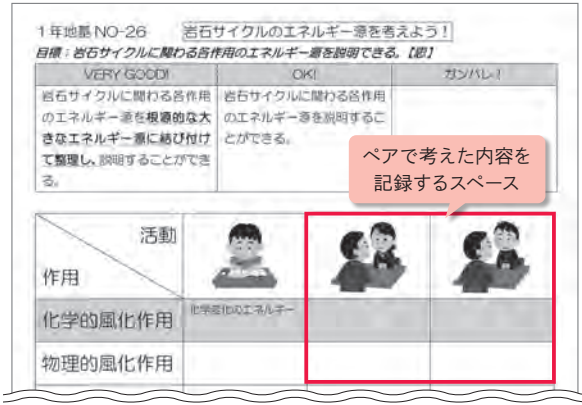 1年地基NO-26 岩石サイクルのエネルギー源を考えよう!
目標:岩石サイクルに関わる各作用のエネルギー源を説明できる。【思】
VERY GOOD! OK! ガンバレ!
岩石サイクルに関わる各作用
のエネルギー源を根源的な大
きなエネルギー源に結び付け
て整理し、説明することができ
る。
岩石サイクルに関わる各作用
のエネルギー源を説明するこ
とができる。
ペアで考えた内容を
記録するスペース
活動
作用
化学的風化作用 化学変化のエネルギー
物理的風化作用